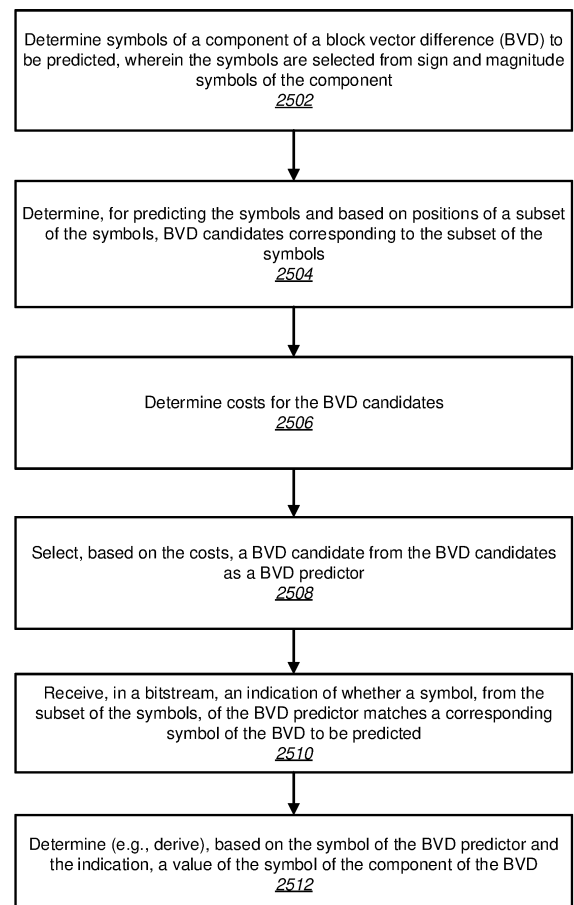 Determine symbols of a component of a block vector difference (BVD) to
be predicted, wherein the symbols are selected from sign and magnitude
symbols of the component
2502
Determine, for predicting the symbols and based on positions of a subset
of the symbols, BVD candidates corresponding to the subset of the
symbols
2504
Determine costs for the BVD candidates
2506
Select, based on the costs, a BVD candidate from the BVD candidates
as a BVD predictor
2508
Receive, in a bitstream, an indication of whether a symbol, from the
subset of the symbols, of the BVD predictor matches a corresponding
symbol of the BVD to be predicted
2510
Determine (e.g., derive), based on the symbol of the BVD predictor and
the indication, a value of the symbol of the component of the BVD
2512